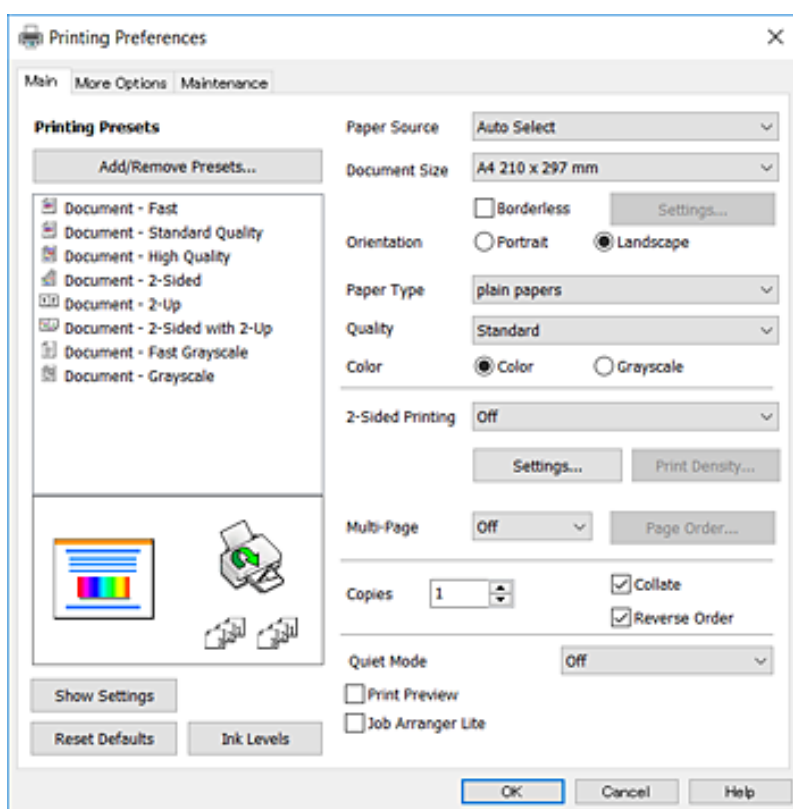 Printing Preferences
Main More Options Maintenance
Printing Presets
Add/Remove Presets...
Document - Fast
Document - Standard Quality
Document - High Quality
Document - 2-Sided
Document - 2-Up
Document - 2-Sided with 2-Up
Document - Fast Grayscale
Document - Grayscale
Show Settings
Reset Defaults Ink Levels
Paper Source Auto Select
Document Size A4 210 x 297 mm
Borderless Settings...
Orientation Portrait Landscape
Paper Type plain papers
Quality Standard
Color Color Grayscale
2-Sided Printing Off
Settings... Print Density...
Multi-Page Off Page Order...
Copies 1 Collate
Reverse Order
Quiet Mode Off
Print Preview
Job Arranger Lite
OK Cancel Help